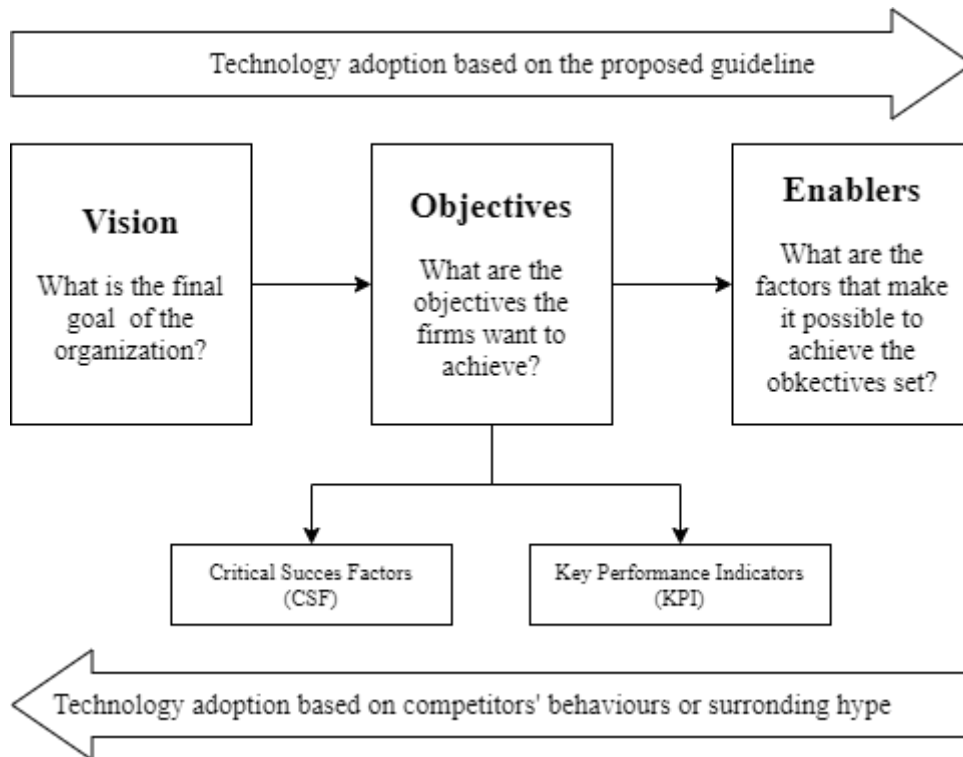 Technology adoption based on the proposed guideline
Vision
What is the final
goal of the
organization?
Objectives
What are the
objectives the
firms want to
achieve?
Enablers
What are the
factors that make
it possible to
achieve the
obkectives set?
Critical Succes Factors
(CSF)
Key Performance Indicators
(KPI)
Technology adoption based on competitors' behaviours or surronding hype